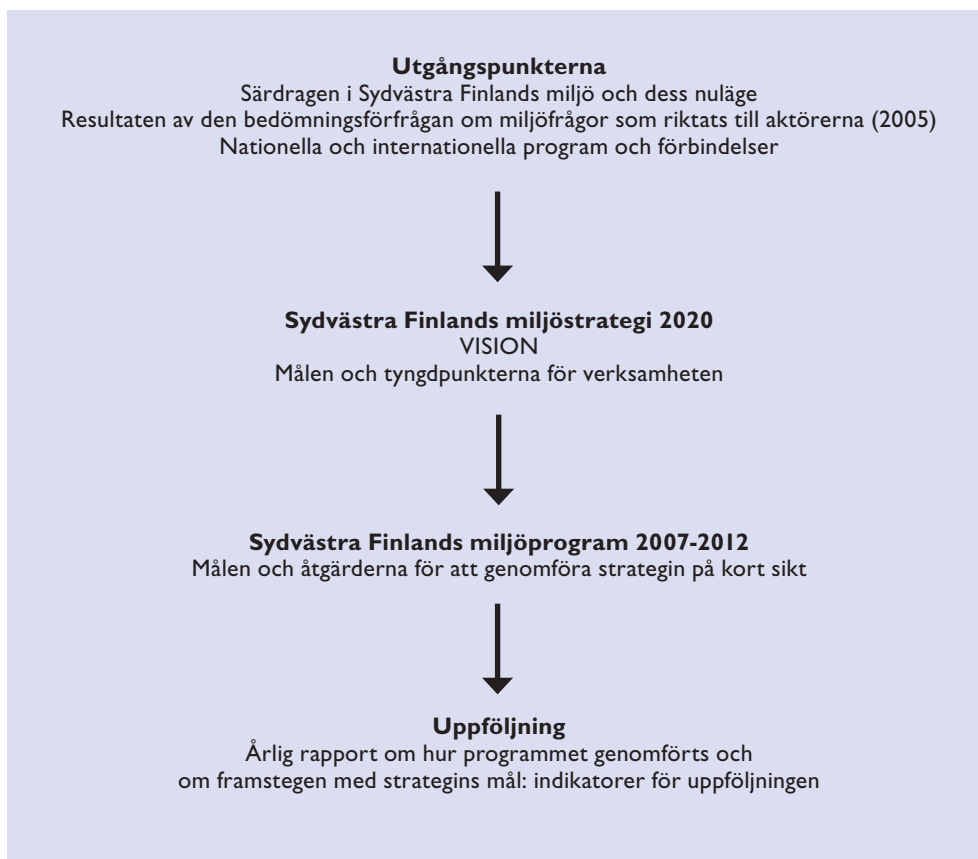 Utgångspunkterna
Särdragen i Sydvästra Finlands miljö och dess nuläge
Resultaten av den bedömningsförfrågan om miljöfrågor som riktats till aktörerna (2005)
Nationella och internationella program och förbindelser
Sydvästra Finlands miljöstrategi 2020
VISION
Målen och tyngdpunkterna för verksamheten
Sydvästra Finlands miljöprogram 2007-2012
Målen och åtgärderna för att genomföra strategin på kort sikt
Uppföljning
Årlig rapport om hur programmet genomförts och
om framstegen med strategins mål: indikatorer för uppföljningen